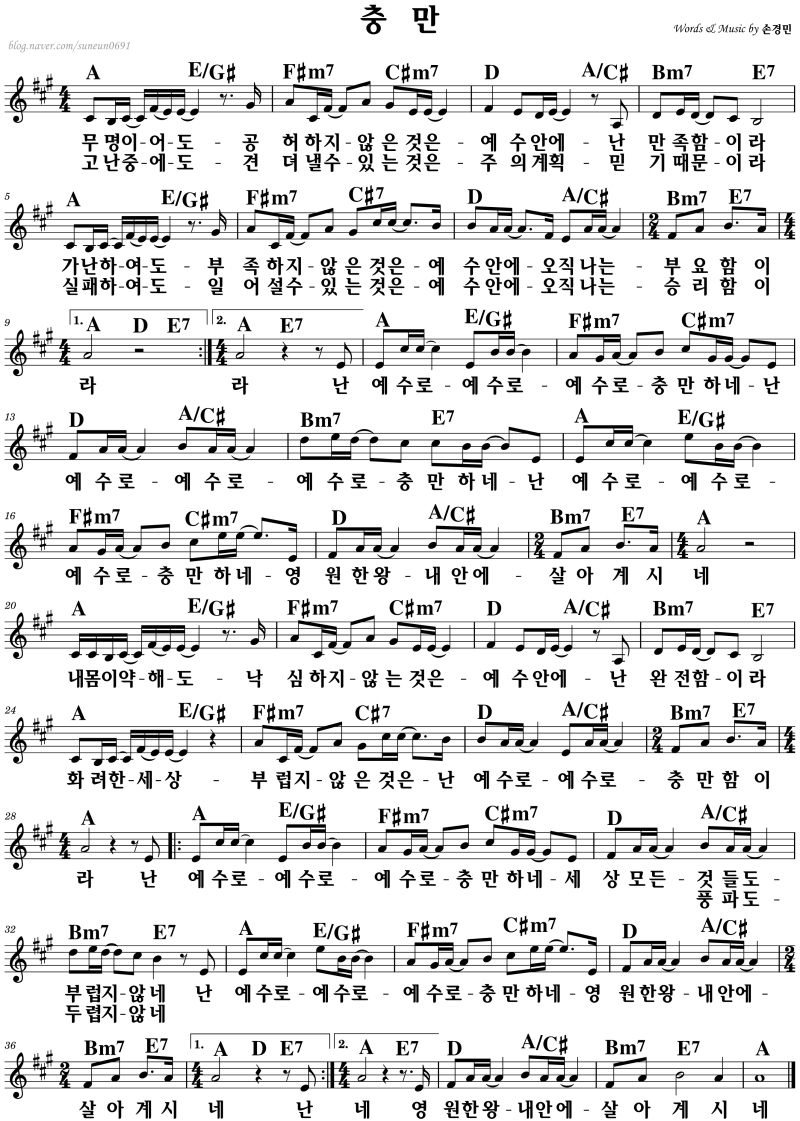 충 만
Words & Music by 손경민
blog.naver.com/suneun0691
A E/G♯ F♯m7 C♯m7 D A/C♯ Bm7 E7
무 명이-어-도- 공 허 하지-않 은 것은- 예 수 안에- 난 만 족함-이 라
고 난중-에-도- 견 뎌 낼수-있 는 것은- 주 의 계획- 믿 기 때문-이 라
5 A E/G♯ F♯m7 C♯7 D A/C♯ Bm7 E7
가난하-여-도- 부 족 하지-않 은 것은-예 수 안에-오직 나는- 부 요 함 이
실패하-여-도- 일 어 설수-있 는 것은-예 수 안에-오직 나는- 승 리 함 이
9 1. A D E7 2. A E7 A E/G♯ F♯m7 C♯m7
라 라 난 예 수로-예 수로- 예 수로-충 만 하네-난
13 D A/C♯ Bm7 E7 A E/G♯
예 수 로-예 수 로- 예 수 로-충 만 하 네-난 예 수 로-예 수 로-
16 F♯m7 C♯m7 D A/C♯ Bm7 E7 A
예 수 로-충 만 하 네-영 원 한 왕-내 안 에- 살 아 계 시 네
20 A E/G♯ F♯m7 C♯m7 D A/C♯ Bm7 E7
내몸이약-해-도- 낙 심 하지-않 는 것은- 예 수 안에- 난 완 전함-이 라
24 A E/G♯ F♯m7 C♯7 D A/C♯ Bm7 E7
화 려한-세-상- 부 럽지-않 은 것은-난 예 수로-예 수로- 충 만 함 이
28 A E7 A E/G♯ F♯m7 C♯m7 D A/C♯
라 난 예 수로-예 수로- 예 수로-충 만 하네-세 상 모든-것 들도-
풍 파도-
32 Bm7 E7 A E/G♯ F♯m7 C♯m7 D A/C♯
부 럽지-않 네 난 예 수로-예 수로- 예 수로-충 만 하네-영 원 한왕-내 안에-
두 렵지-않 네
36 Bm7 E7 1. A D E7 2. A E7 D A/C♯ Bm7 E7 A
살 아 계 시 네 난 네 영 원한 왕-내안에- 살 아 계 시 네